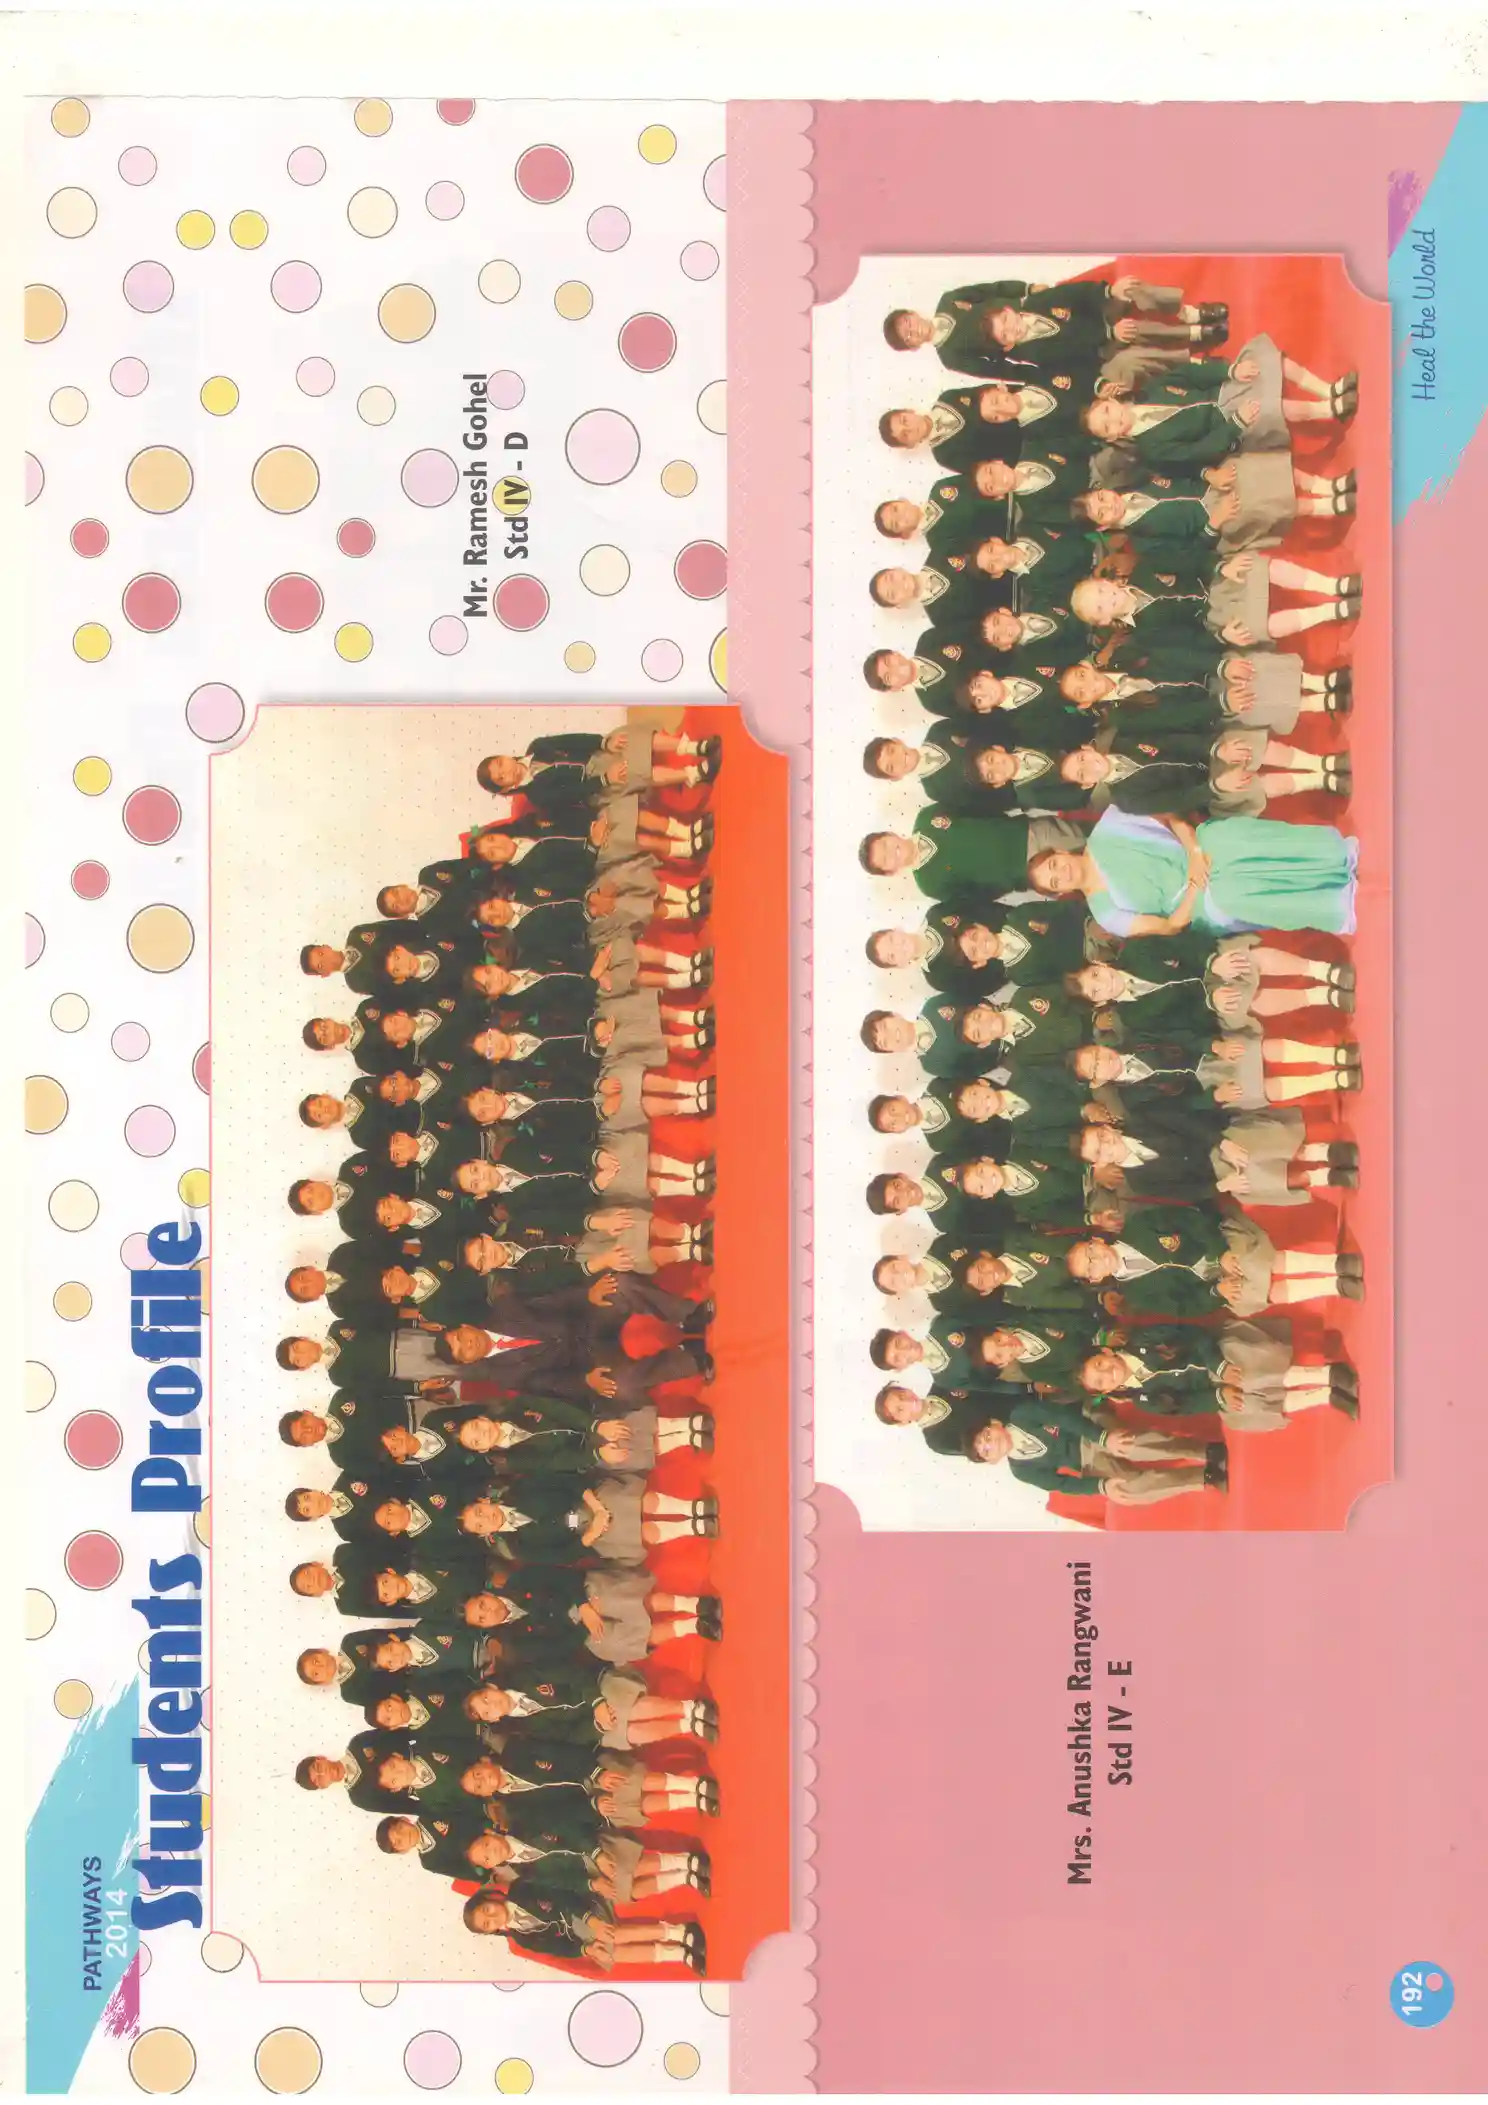 PATHWAYS
2014
Students Profile
Mr. Ramesh Gohel
Std IV - D
Mrs. Anushka Rangwani
Std IV - E
192
Heal the World